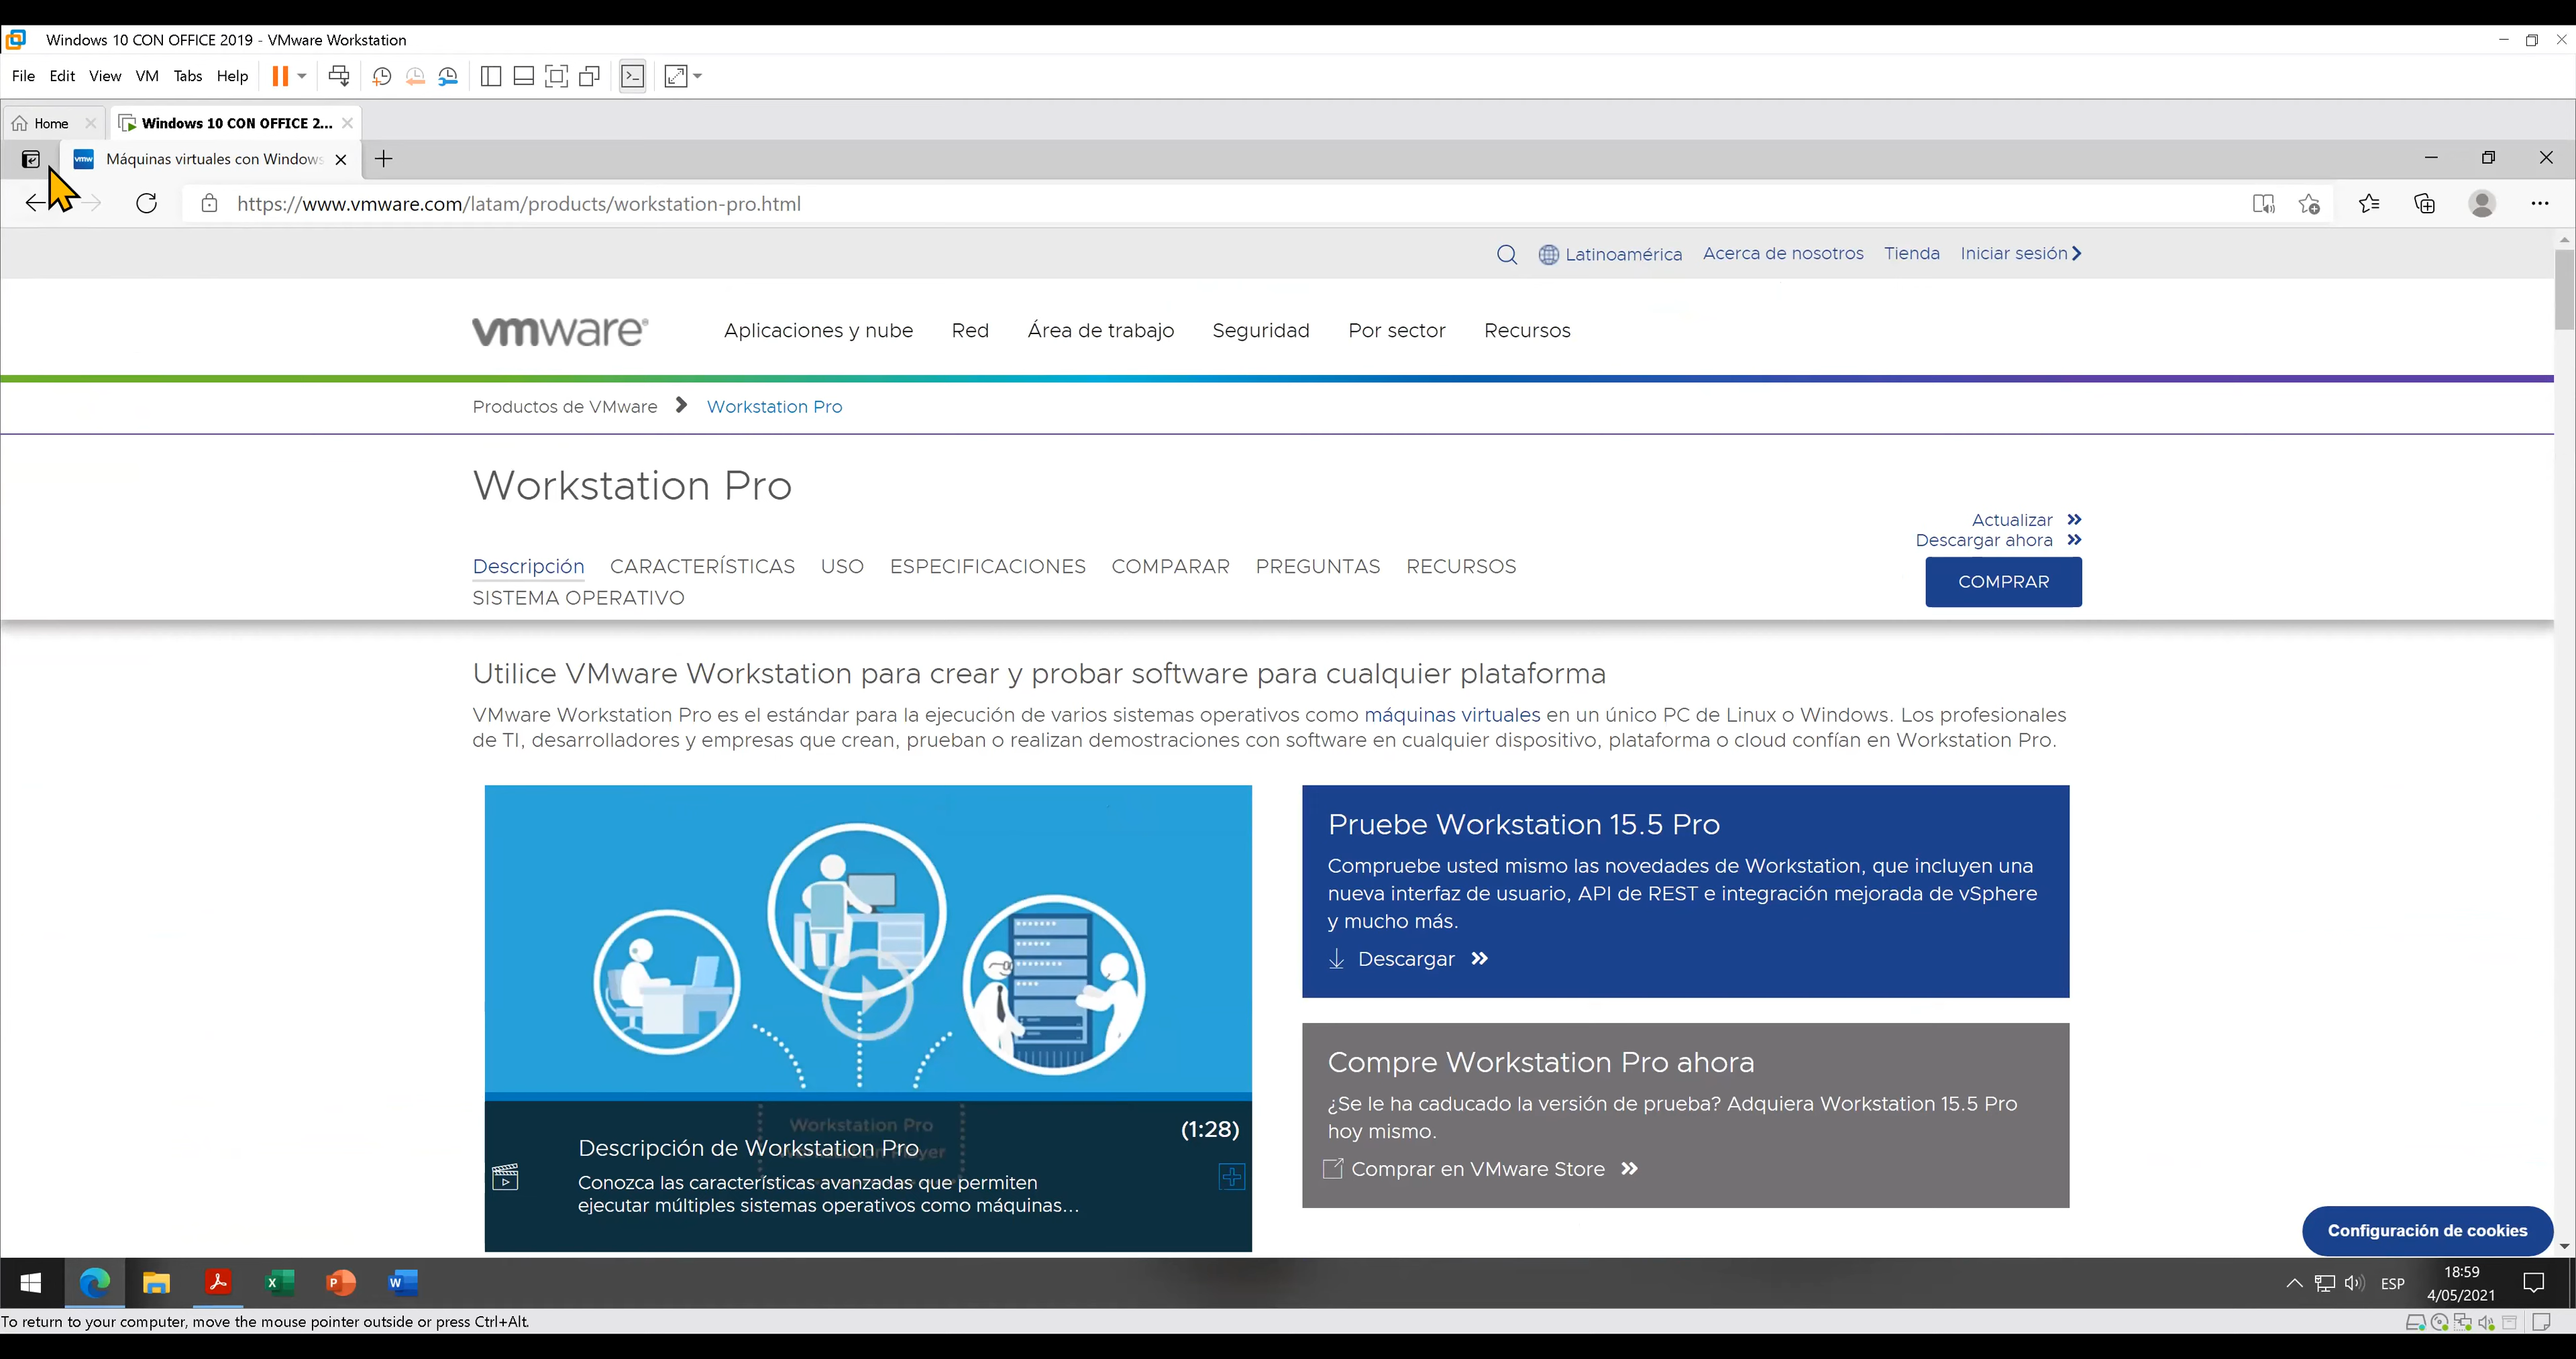 Windows 10 CON OFFICE 2019 - VMware Workstation
File Edit View VM Tabs Help
Home Windows 10 CON OFFICE 2...
vmw Máquinas virtuales con Windows
https://www.vmware.com/latam/products/workstation-pro.html
Latinoamérica Acerca de nosotros Tienda Iniciar sesión
vmware® Aplicaciones y nube Red Área de trabajo Seguridad Por sector Recursos
Productos de VMware Workstation Pro
Workstation Pro
Actualizar
Descargar ahora
COMPRAR
Descripción CARACTERÍSTICAS USO ESPECIFICACIONES COMPARAR PREGUNTAS RECURSOS
SISTEMA OPERATIVO
Utilice VMware Workstation para crear y probar software para cualquier plataforma
VMware Workstation Pro es el estándar para la ejecución de varios sistemas operativos como máquinas virtuales en un único PC de Linux o Windows. Los profesionales
de TI, desarrolladores y empresas que crean, prueban o realizan demostraciones con software en cualquier dispositivo, plataforma o cloud confían en Workstation Pro.
Workstation Pro
(1:28)
Descripción de Workstation Pro
Conozca las características avanzadas que permiten
ejecutar múltiples sistemas operativos como máquinas...
Pruebe Workstation 15.5 Pro
Compruebe usted mismo las novedades de Workstation, que incluyen una
nueva interfaz de usuario, API de REST e integración mejorada de vSphere
y mucho más.
Descargar
Compre Workstation Pro ahora
¿Se le ha caducado la versión de prueba? Adquiera Workstation 15.5 Pro
hoy mismo.
Comprar en VMware Store
Configuración de cookies
ESP
18:59
4/05/2021
To return to your computer, move the mouse pointer outside or press Ctrl+Alt.